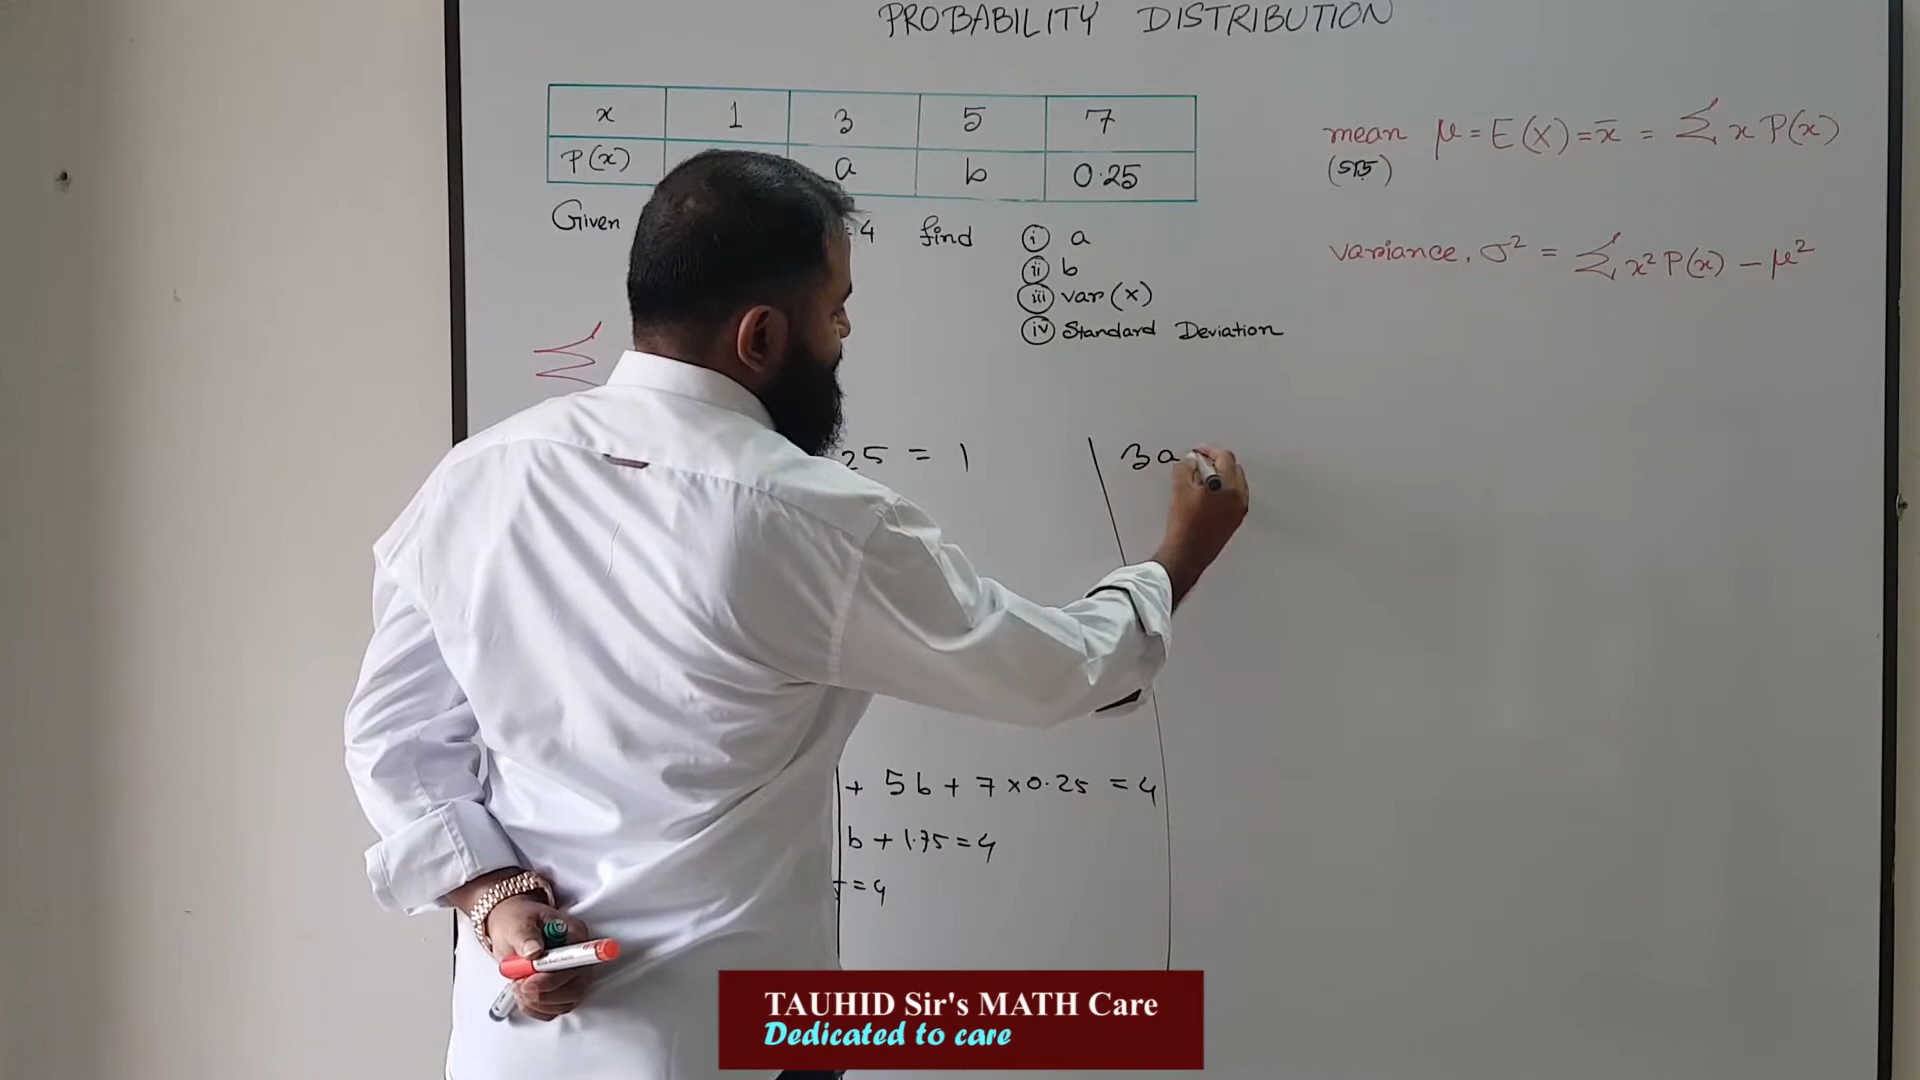 PROBABILITY DISTRIBUTION
x 1 3 5 7
P(x) a b 0.25
mean μ = E(X) = x̄ = Σ x P(x)
variance, σ² = Σ x² P(x) - μ²
Given =4 find (i) a
(ii) b
(iii) var(x)
(iv) Standard Deviation
Σ
25 = 1
3a
+ 5b + 7×0.25 = 4
b + 1.75 = 4
= 4
TAUHID Sir's MATH Care
Dedicated to care